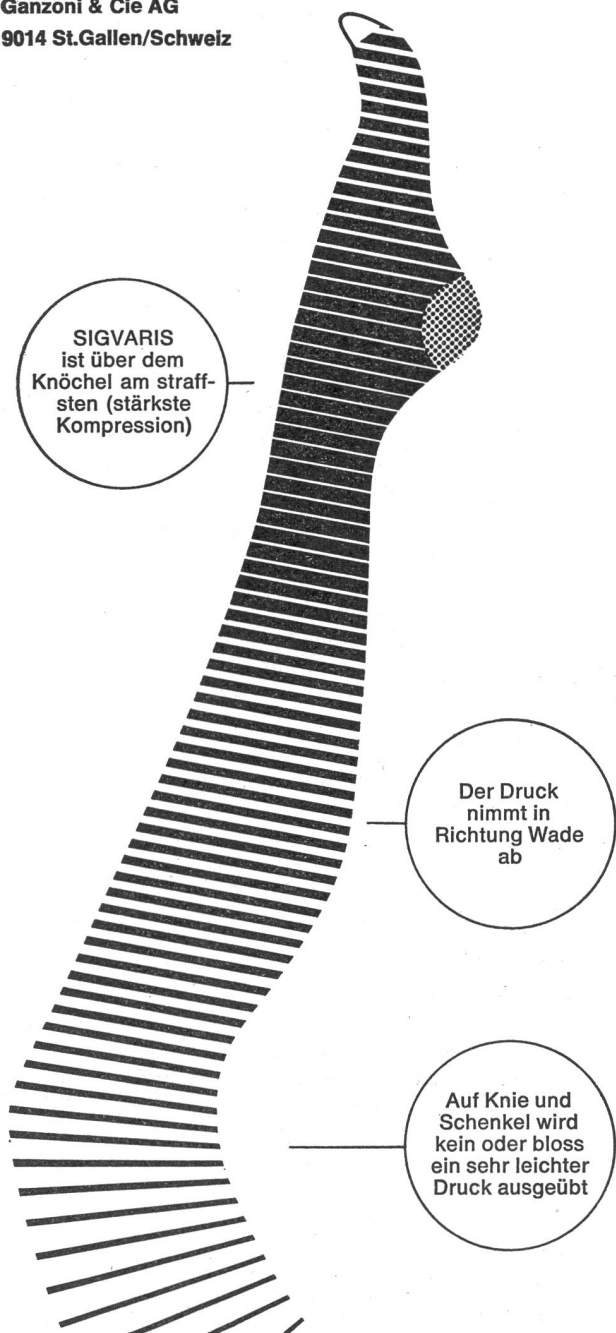 Ganzoni & Cie AG
9014 St.Gallen/Schweiz
SIGVARIS
ist über dem
Knöchel am straff-
sten (stärkste
Kompression)
Der Druck
nimmt in
Richtung Wade
ab
Auf Knie und
Schenkel wird
kein oder bloss
ein sehr leichter
Druck ausgeübt